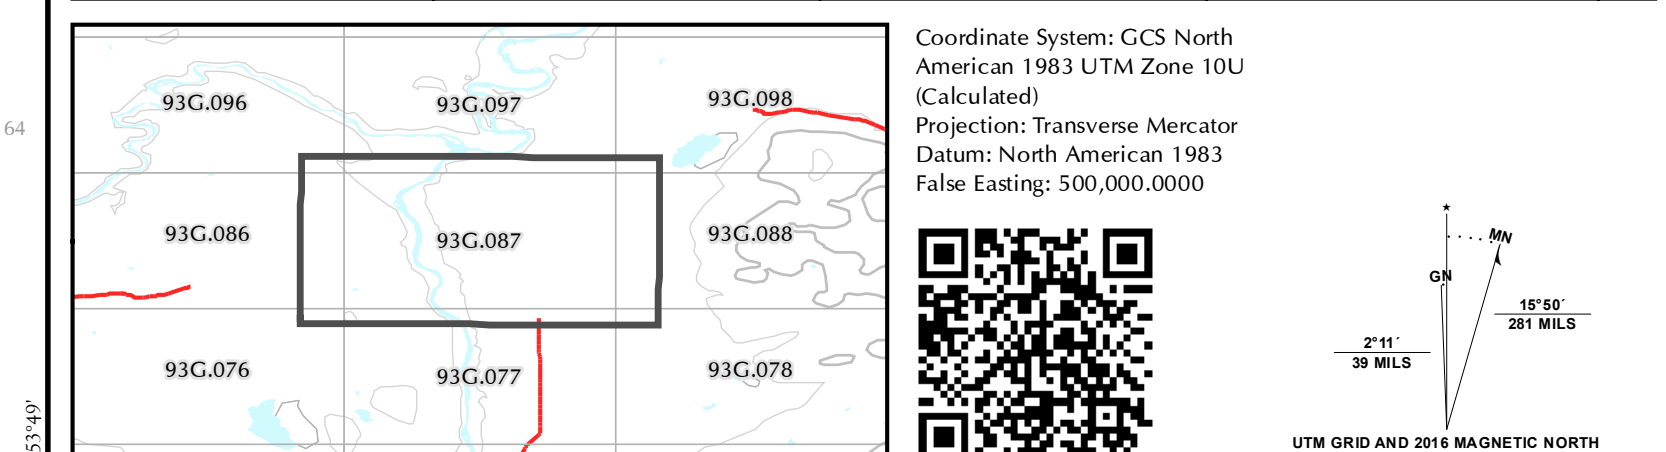 64
53°49'
93G.096
93G.097
93G.098
93G.086
93G.087
93G.088
93G.076
93G.077
93G.078
Coordinate System: GCS North
American 1983 UTM Zone 10U
(Calculated)
Projection: Transverse Mercator
Datum: North American 1983
False Easting: 500,000.0000
MN
GN
15°50´
281 MILS
2°11´
39 MILS
UTM GRID AND 2016 MAGNETIC NORTH